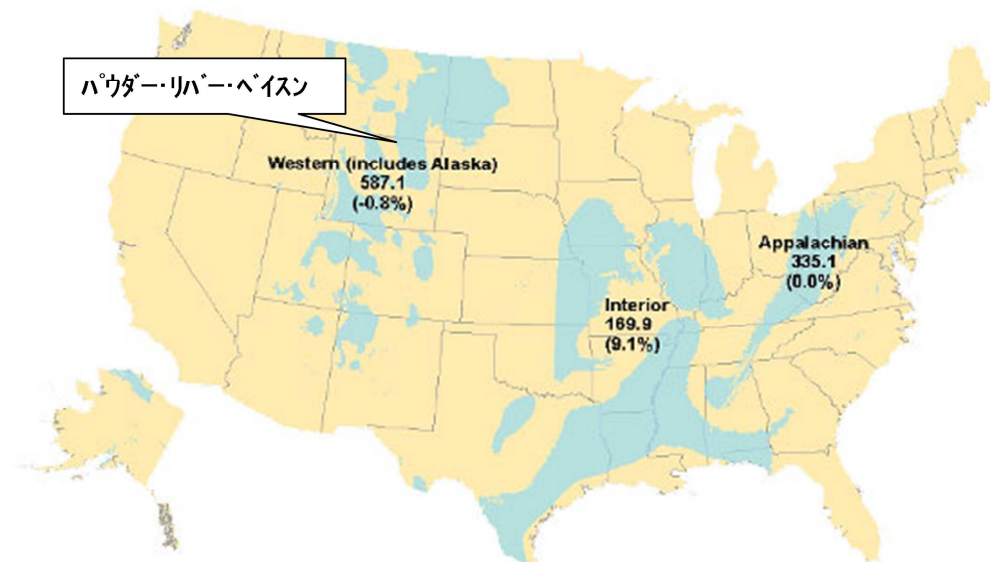 パウダー・リバー・ベイスン
Western (includes Alaska)
587.1
(-0.8%)
Appalachian
335.1
(0.0%)
Interior
169.9
(9.1%)